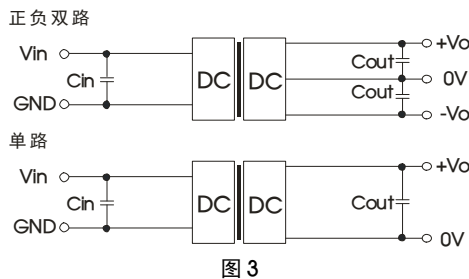 正负双路
Vin
Cin
GND
DC
DC
Cout
Cout
+Vo
0V
-Vo
单路
Vin
Cin
GND
DC
DC
Cout
+Vo
0V
图 3